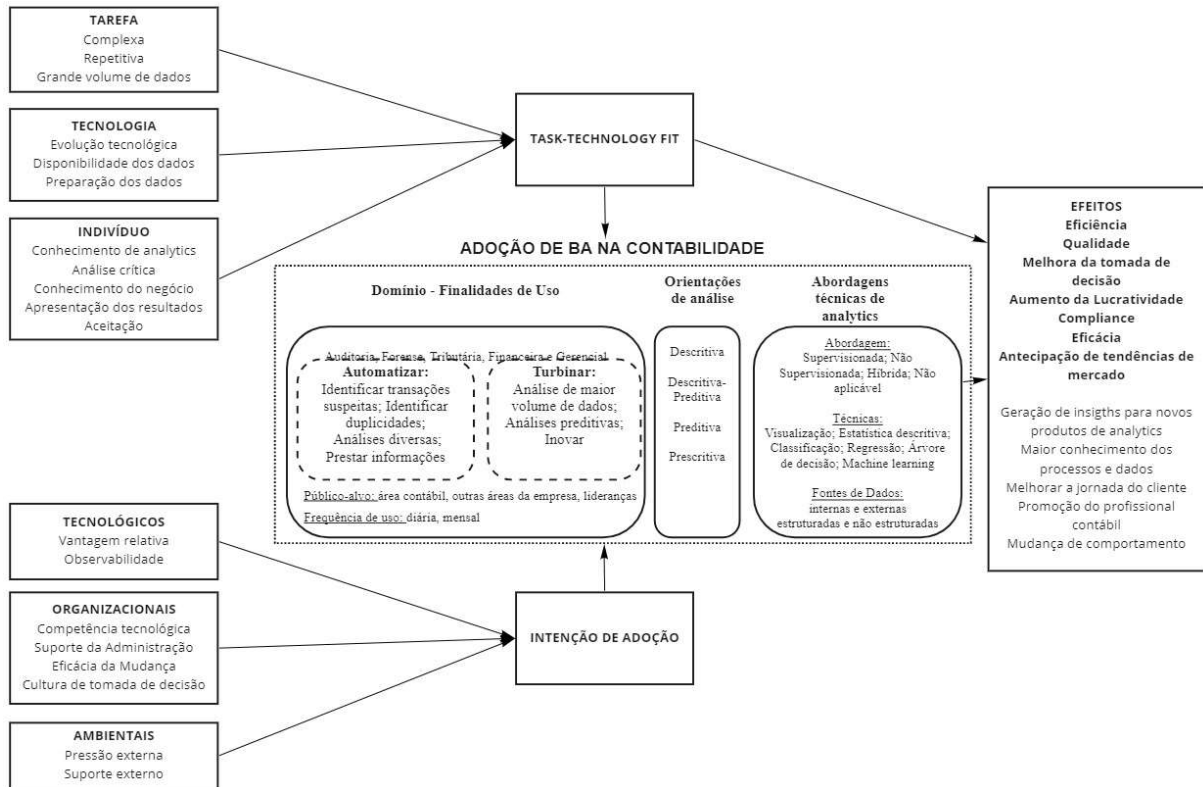 TAREFA
Complexa
Repetitiva
Grande volume de dados
TECNOLOGIA
Evolução tecnológica
Disponibilidade dos dados
Preparação dos dados
INDIVÍDUO
Conhecimento de analytics
Análise crítica
Conhecimento do negócio
Apresentação dos resultados
Aceitação
TASK-TECHNOLOGY FIT
ADOÇÃO DE BA NA CONTABILIDADE
Domínio - Finalidades de Uso
Auditoria, Forense, Tributária, Financeira e Gerencial
Automatizar:
Identificar transações
suspeitas; Identificar
duplicidades;
Análises diversas;
Prestar informações
Turbinar:
Análise de maior
volume de dados;
Análises preditivas;
Inovar
Público-alvo: área contábil, outras áreas da empresa, lideranças
Frequência de uso: diária, mensal
Orientações
de análise
Descritiva
Descritiva-
Preditiva
Preditiva
Prescritiva
Abordagens
técnicas de
analytics
Abordagem:
Supervisionada; Não
Supervisionada; Híbrida; Não
aplicável
Técnicas:
Visualização; Estatística descritiva;
Classificação; Regressão; Árvore
de decisão; Machine learning
Fontes de Dados:
internas e externas
estruturadas e não estruturadas
TECNOLÓGICOS
Vantagem relativa
Observabilidade
ORGANIZACIONAIS
Competência tecnológica
Suporte da Administração
Eficácia da Mudança
Cultura de tomada de decisão
AMBIENTAIS
Pressão externa
Suporte externo
INTENÇÃO DE ADOÇÃO
EFEITOS
Eficiência
Qualidade
Melhora da tomada de
decisão
Aumento da Lucratividade
Compliance
Eficácia
Antecipação de tendências de
mercado
Geração de insigths para novos
produtos de analytics
Maior conhecimento dos
processos e dados
Melhorar a jornada do cliente
Promoção do profissional
contábil
Mudança de comportamento